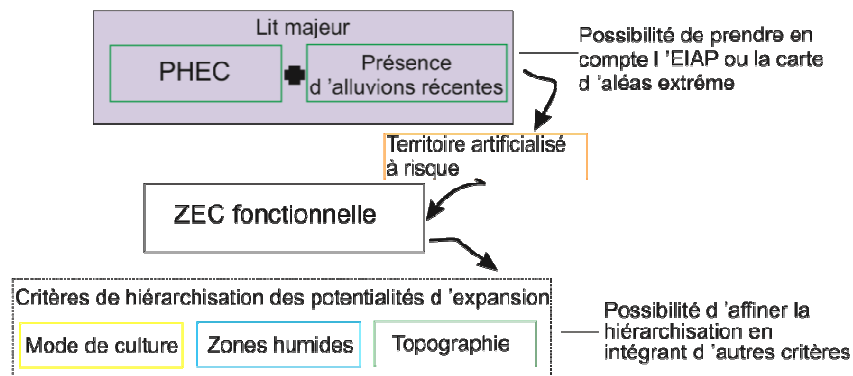 Lit majeur
PHEC
Présence
d 'alluvions récentes
Possibilité de prendre en
compte l 'EIAP ou la carte
d 'aléas extrême
Territoire artificialisé
à risque
ZEC fonctionnelle
Critères de hiérarchisation des potentialités d 'expansion
Mode de culture
Zones humides
Topographie
Possibilité d 'affiner la
hiérarchisation en
intégrant d 'autres critères